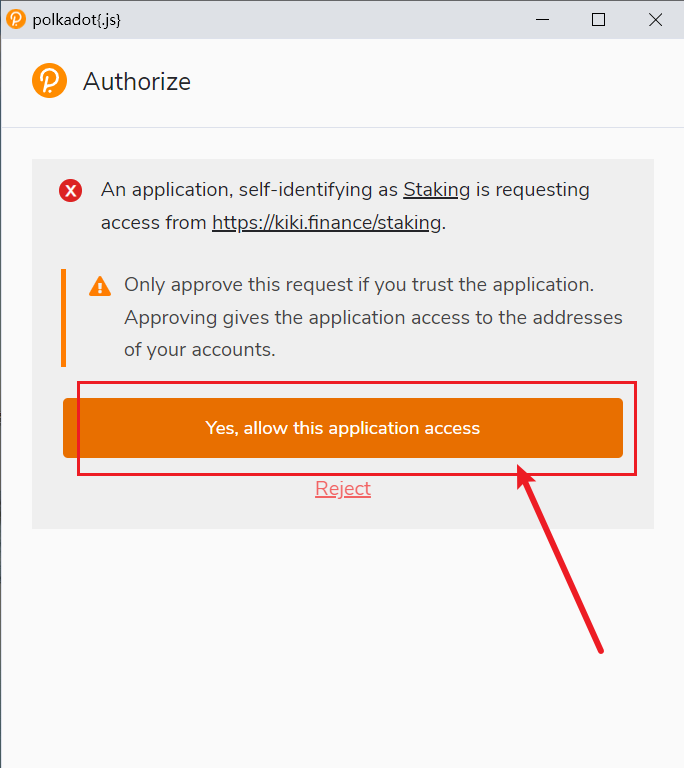 polkadot{.js}
Authorize
An application, self-identifying as Staking is requesting
access from https://kiki.finance/staking.
Only approve this request if you trust the application.
Approving gives the application access to the addresses
of your accounts.
Yes, allow this application access
Reject